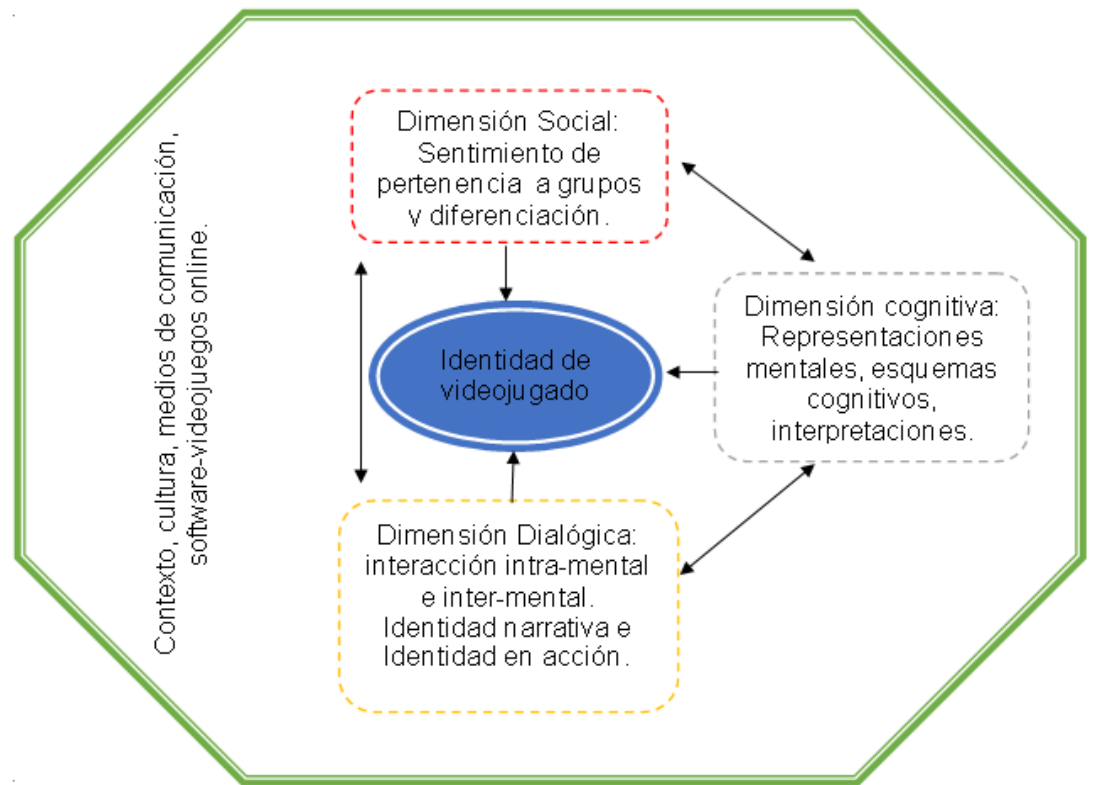 Contexto, cultura, medios de comunicación,
software-videojuegos online.
Dimensión Social:
Sentimiento de
pertenencia a grupos
y diferenciación.
Dimensión cognitiva:
Representaciones
mentales, esquemas
cognitivos,
interpretaciones.
Identidad de
videojugado
Dimensión Dialógica:
interacción intra-mental
e inter-mental.
Identidad narrativa e
Identidad en acción.